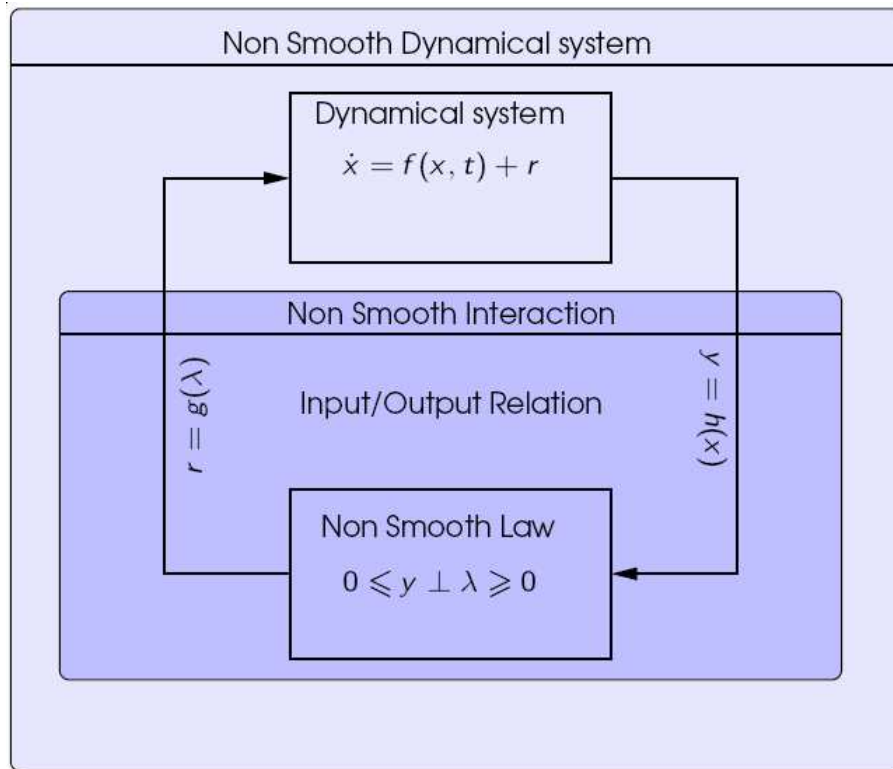 Non Smooth Dynamical system
Dynamical system
ẋ = f(x, t) + r
Non Smooth Interaction
r = g(λ)
Input/Output Relation
y = h(x)
Non Smooth Law
0 ⩽ y ⊥ λ ⩾ 0